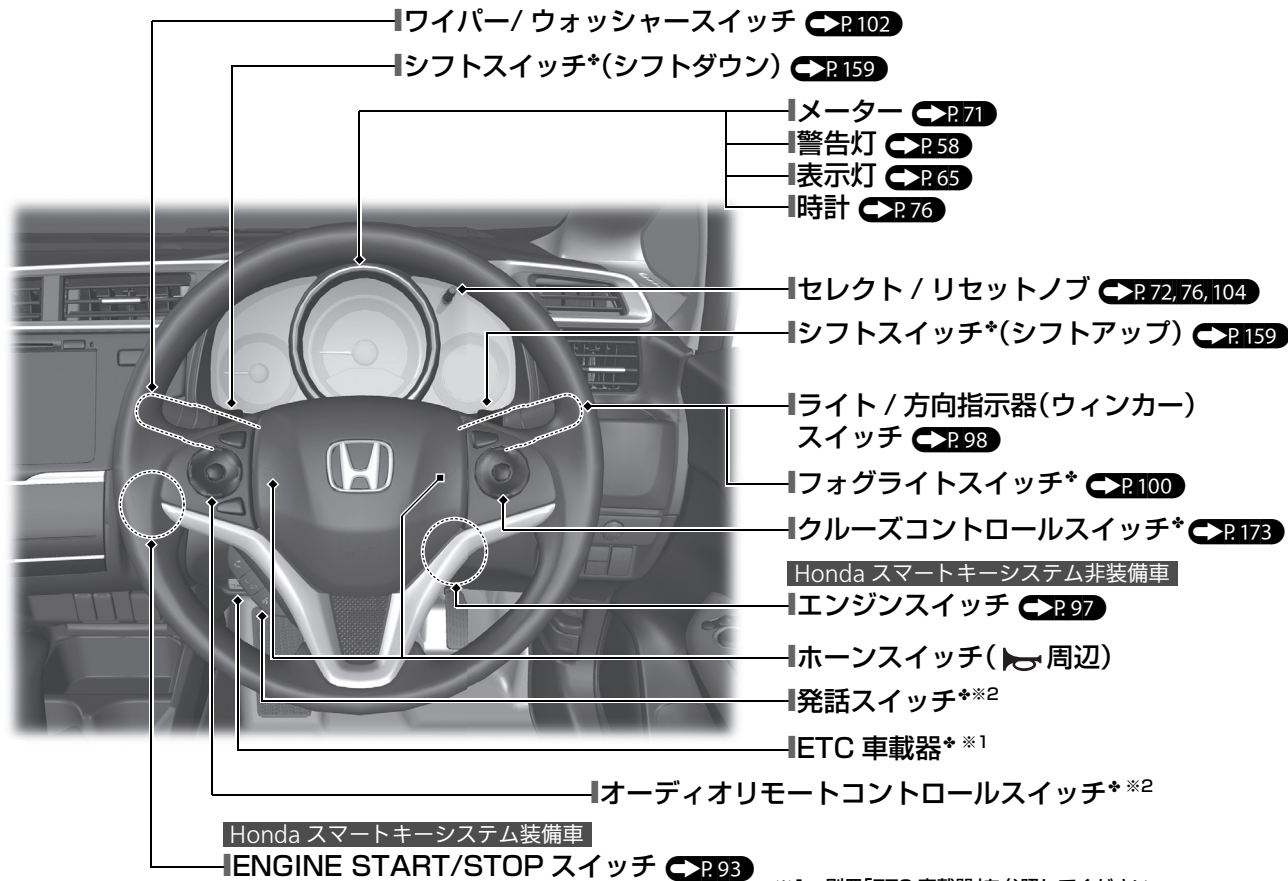 ワイパー/ ウォッシャースイッチ P. 102
シフトスイッチ*(シフトダウン) P. 159
メーター P. 71
警告灯 P. 58
表示灯 P. 65
時計 P. 76
セレクト / リセットノブ P. 72, 76, 104
シフトスイッチ*(シフトアップ) P. 159
ライト / 方向指示器(ウィンカー)
スイッチ P. 98
フォグライトスイッチ* P. 100
クルーズコントロールスイッチ* P. 173
Honda スマートキーシステム非装備車
エンジンスイッチ P. 97
ホーンスイッチ( 周辺)
発話スイッチ*※2
ETC 車載器* ※1
オーディオリモートコントロールスイッチ* ※2
Honda スマートキーシステム装備車
ENGINE START/STOP スイッチ P. 93